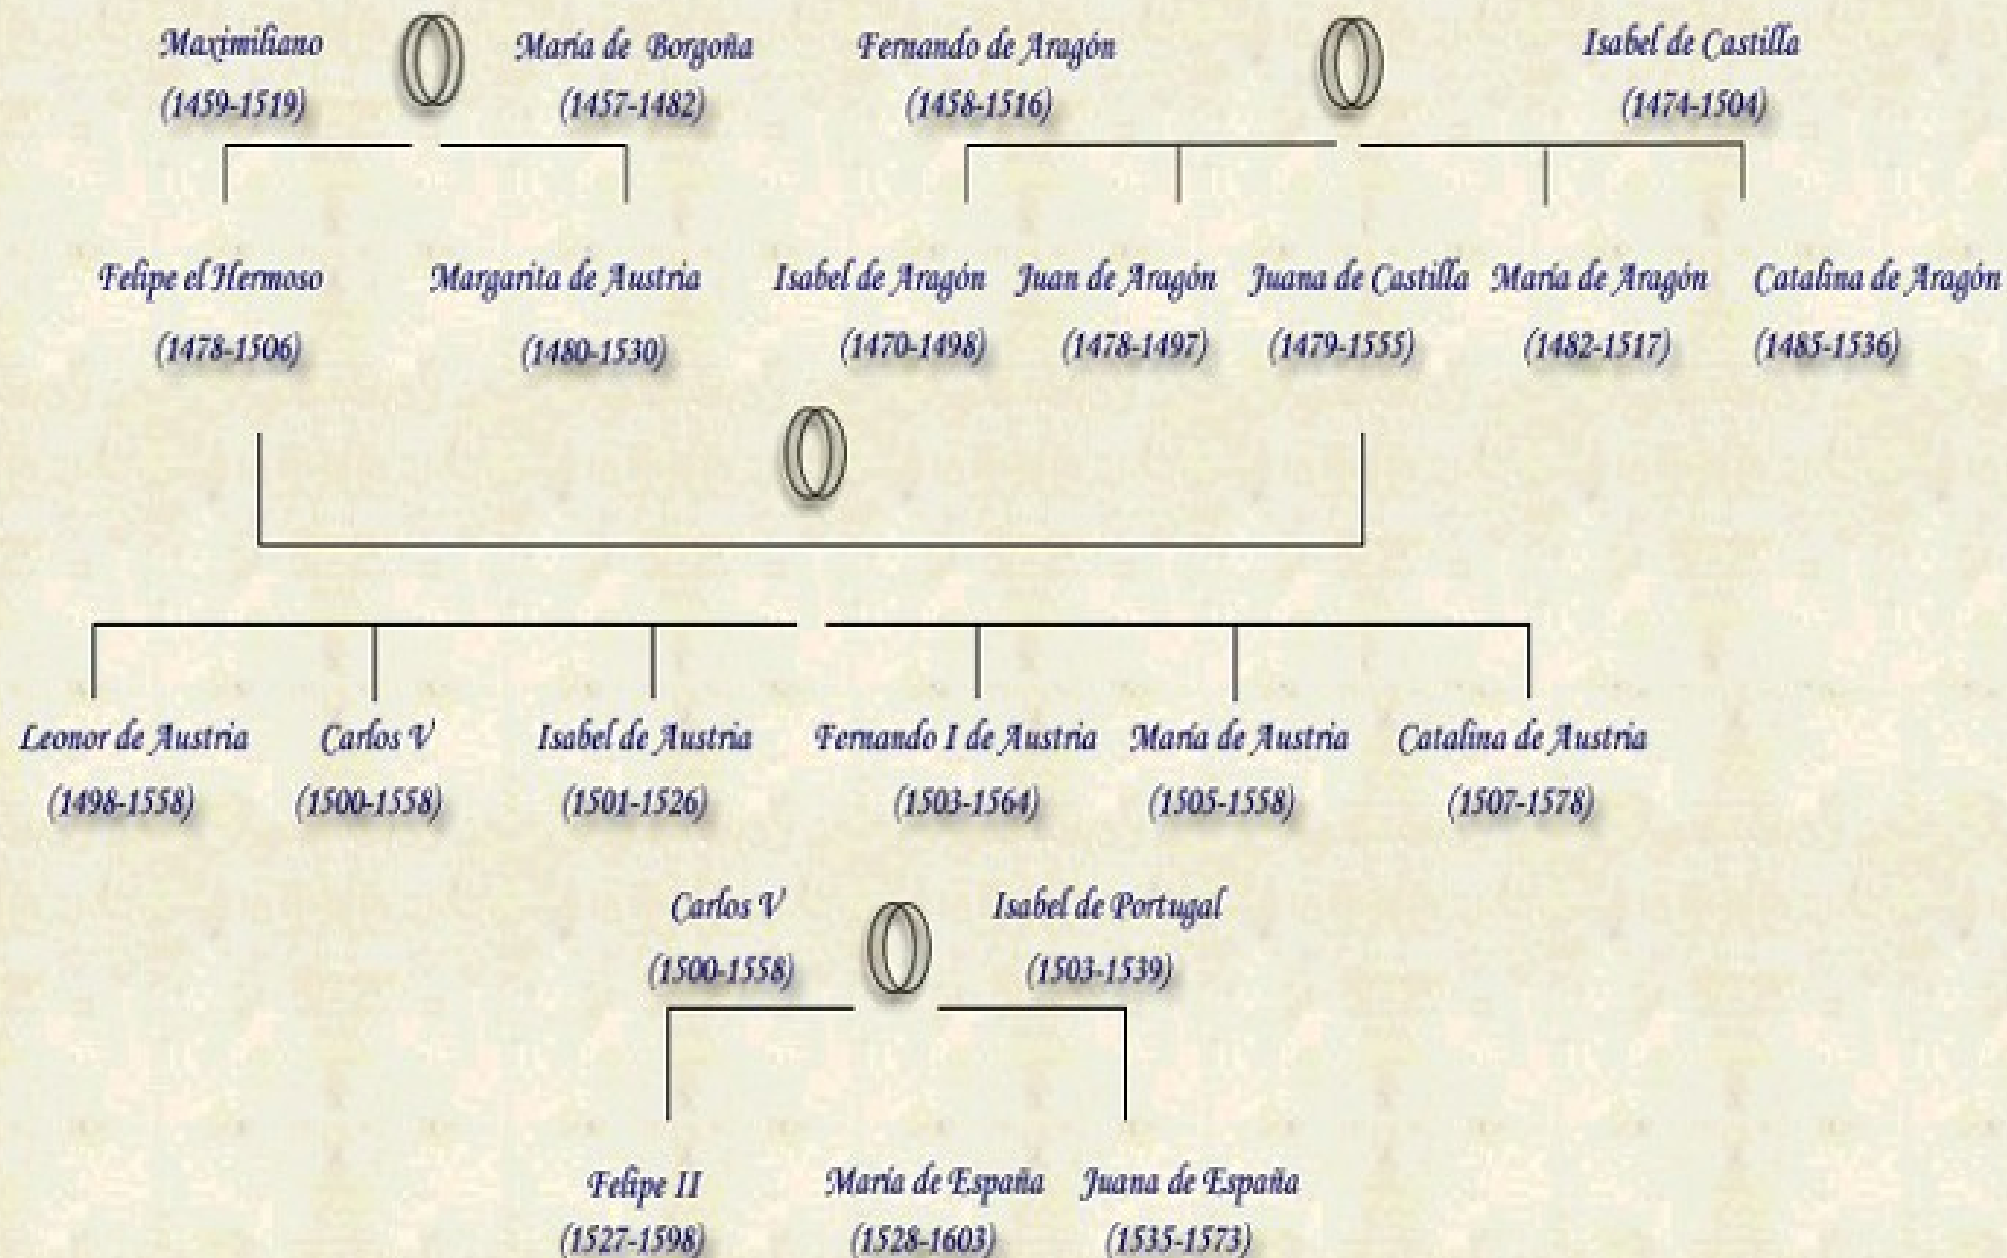 Maximiliano María de Borgoña Fernando de Aragón Isabel de Castilla
(1459-1519) (1457-1482) (1458-1516) (1474-1504)
Felipe el Hermoso Margarita de Austria Isabel de Aragón Juan de Aragón Juana de Castilla María de Aragón Catalina de Aragón
(1478-1506) (1480-1530) (1470-1498) (1478-1497) (1479-1555) (1482-1517) (1485-1536)
Leonor de Austria Carlos V Isabel de Austria Fernando I de Austria María de Austria Catalina de Austria
(1498-1558) (1500-1558) (1501-1526) (1503-1564) (1505-1558) (1507-1578)
Carlos V Isabel de Portugal
(1500-1558) (1503-1539)
Felipe II María de España Juana de España
(1527-1598) (1528-1603) (1535-1573)